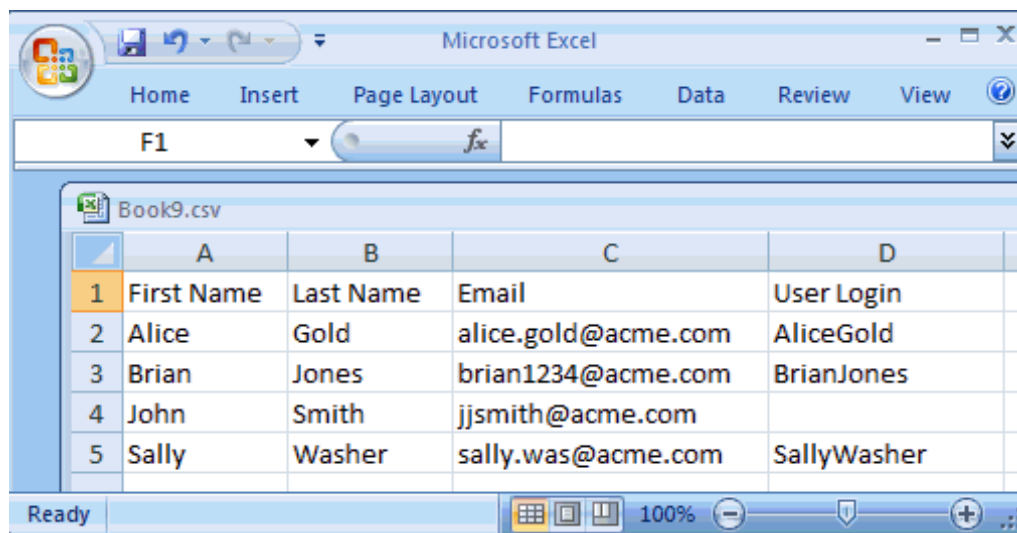 Microsoft Excel
Home Insert Page Layout Formulas Data Review View
F1 fx
Book9.csv
A B C D
1 First Name Last Name Email User Login
2 Alice Gold alice.gold@acme.com AliceGold
3 Brian Jones brian1234@acme.com BrianJones
4 John Smith jjsmith@acme.com
5 Sally Washer sally.was@acme.com SallyWasher
Ready 100%